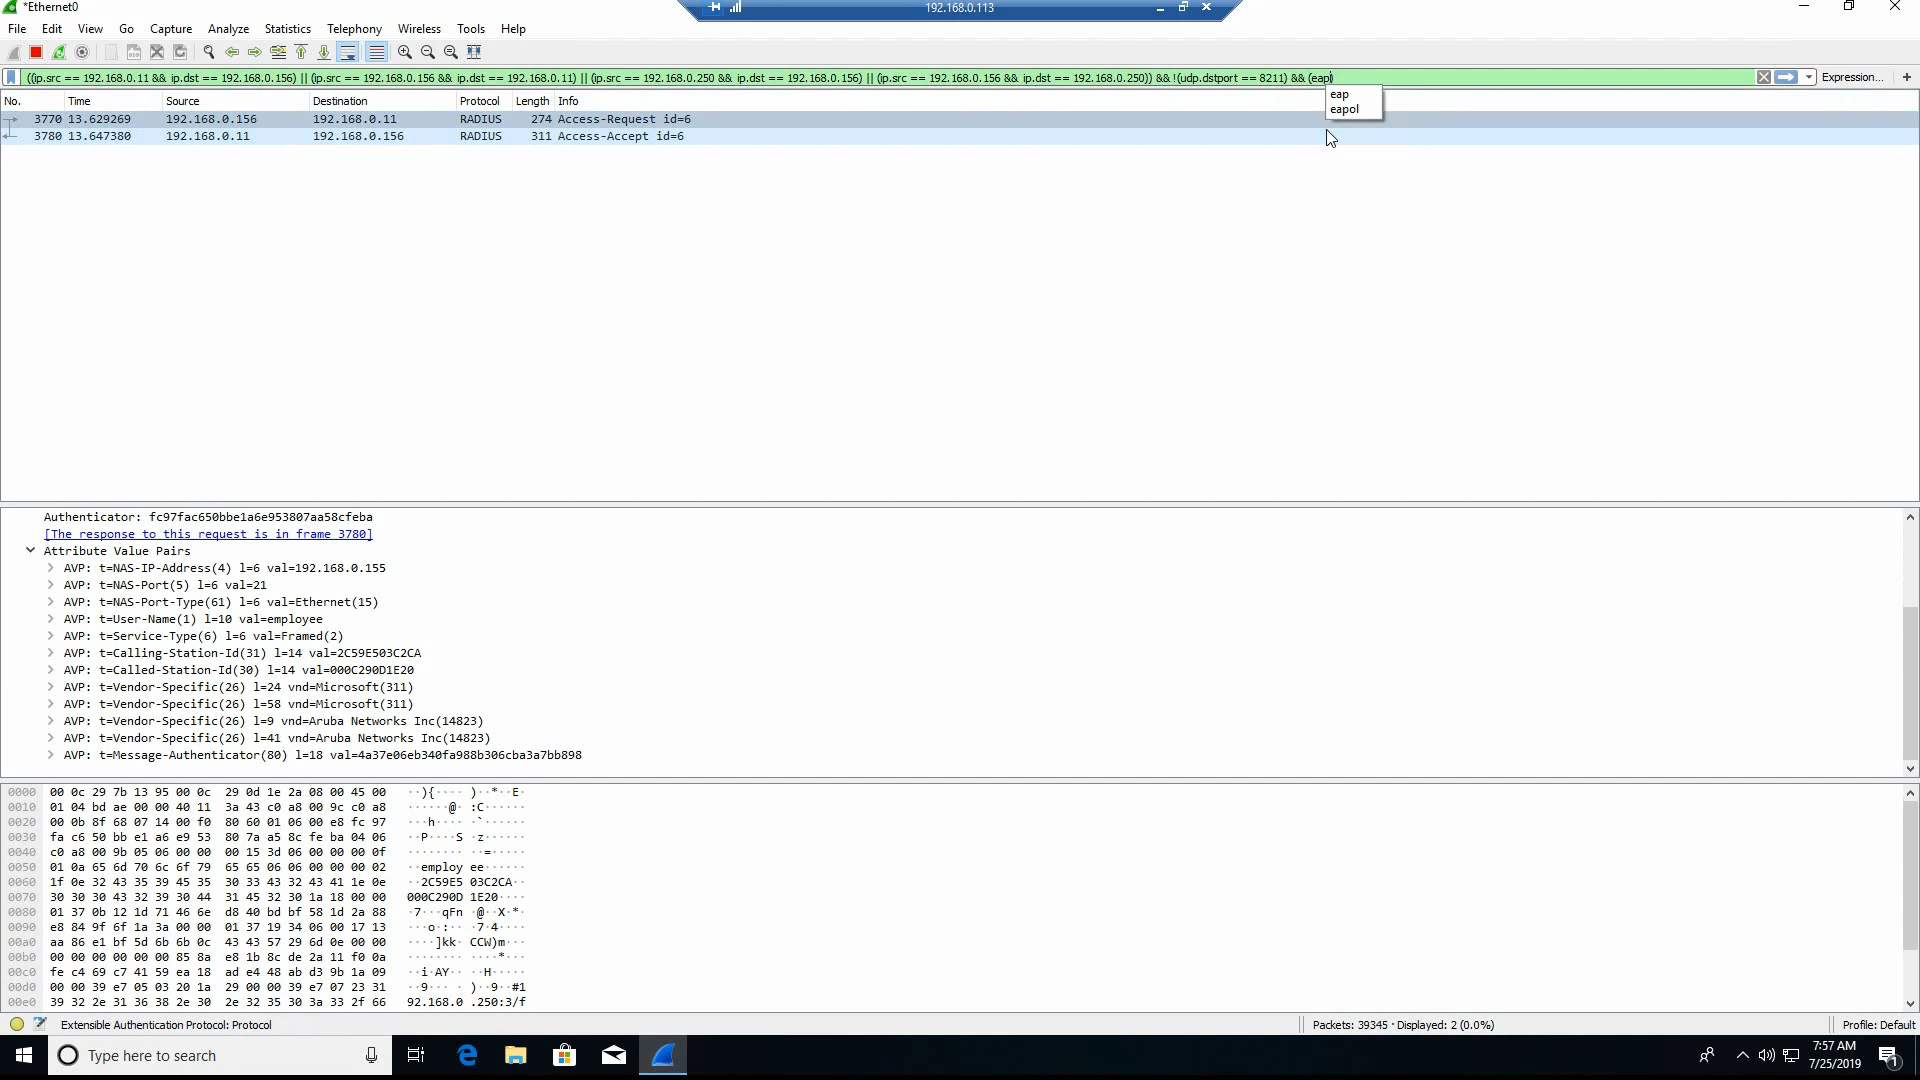 *Ethernet0
192.168.0.113
File Edit View Go Capture Analyze Statistics Telephony Wireless Tools Help
((ip.src == 192.168.0.11 && ip.dst == 192.168.0.156) || (ip.src == 192.168.0.156 && ip.dst == 192.168.0.11) || (ip.src == 192.168.0.250 && ip.dst == 192.168.0.156) || (ip.src == 192.168.0.156 && ip.dst == 192.168.0.250)) && !(udp.dstport == 8211) && (eap)
Expression... +
eap
eapol
No. Time Source Destination Protocol Length Info
3770 13.629269 192.168.0.156 192.168.0.11 RADIUS 274 Access-Request id=6
3780 13.647380 192.168.0.11 192.168.0.156 RADIUS 311 Access-Accept id=6
Authenticator: fc97fac650bbe1a6e953807aa58cfeba
[The response to this request is in frame 3780]
Attribute Value Pairs
AVP: t=NAS-IP-Address(4) l=6 val=192.168.0.155
AVP: t=NAS-Port(5) l=6 val=21
AVP: t=NAS-Port-Type(61) l=6 val=Ethernet(15)
AVP: t=User-Name(1) l=10 val=employee
AVP: t=Service-Type(6) l=6 val=Framed(2)
AVP: t=Calling-Station-Id(31) l=14 val=2C59E503C2CA
AVP: t=Called-Station-Id(30) l=14 val=000C290D1E20
AVP: t=Vendor-Specific(26) l=24 vnd=Microsoft(311)
AVP: t=Vendor-Specific(26) l=58 vnd=Microsoft(311)
AVP: t=Vendor-Specific(26) l=9 vnd=Aruba Networks Inc(14823)
AVP: t=Vendor-Specific(26) l=41 vnd=Aruba Networks Inc(14823)
AVP: t=Message-Authenticator(80) l=18 val=4a37e06eb340fa988b306cba3a7bb898
0000 00 0c 29 7b 13 95 00 0c 29 0d 1e 2a 08 00 45 00 ··){···· )··*··E·
0010 01 04 bd ae 00 00 40 11 3a 43 c0 a8 00 9c c0 a8 ······@· :C······
0020 00 0b 8f 68 07 14 00 f0 80 60 01 06 00 e8 fc 97 ···h···· ·`······
0030 fa c6 50 bb e1 a6 e9 53 80 7a a5 8c fe ba 04 06 ··P····S ·z······
0040 c0 a8 00 9b 05 06 00 00 00 15 3d 06 00 00 00 0f ········ ··=·····
0050 01 0a 65 6d 70 6c 6f 79 65 65 06 06 00 00 00 02 ··employ ee······
0060 1f 0e 32 43 35 39 45 35 30 33 43 32 43 41 1e 0e ··2C59E5 03C2CA··
0070 30 30 30 43 32 39 30 44 31 45 32 30 1a 18 00 00 000C290D 1E20····
0080 01 37 0b 12 1d 71 46 6e d8 40 bd bf 58 1d 2a 88 ·7···qFn ·@··X·*·
0090 e8 84 9f 6f 1a 3a 00 00 01 37 19 34 06 00 17 13 ···o·:·· ·7·4····
00a0 aa 86 e1 bf 5d 6b 6b 0c 43 43 57 29 6d 0e 00 00 ····]kk· CCW)m···
00b0 00 00 00 00 00 00 85 8a e8 1b 8c de 2a 11 f0 0a ········ ····*···
00c0 fe c4 69 c7 41 59 ea 18 ad e4 48 ab d3 9b 1a 09 ··i·AY·· ··H·····
00d0 00 00 39 e7 05 03 20 1a 29 00 00 39 e7 07 23 31 ··9··· · )··9··#1
00e0 39 32 2e 31 36 38 2e 30 2e 32 35 30 3a 33 2f 66 92.168.0 .250:3/f
Extensible Authentication Protocol: Protocol
Packets: 39345 · Displayed: 2 (0.0%)
Profile: Default
Type here to search
7:57 AM
7/25/2019
1